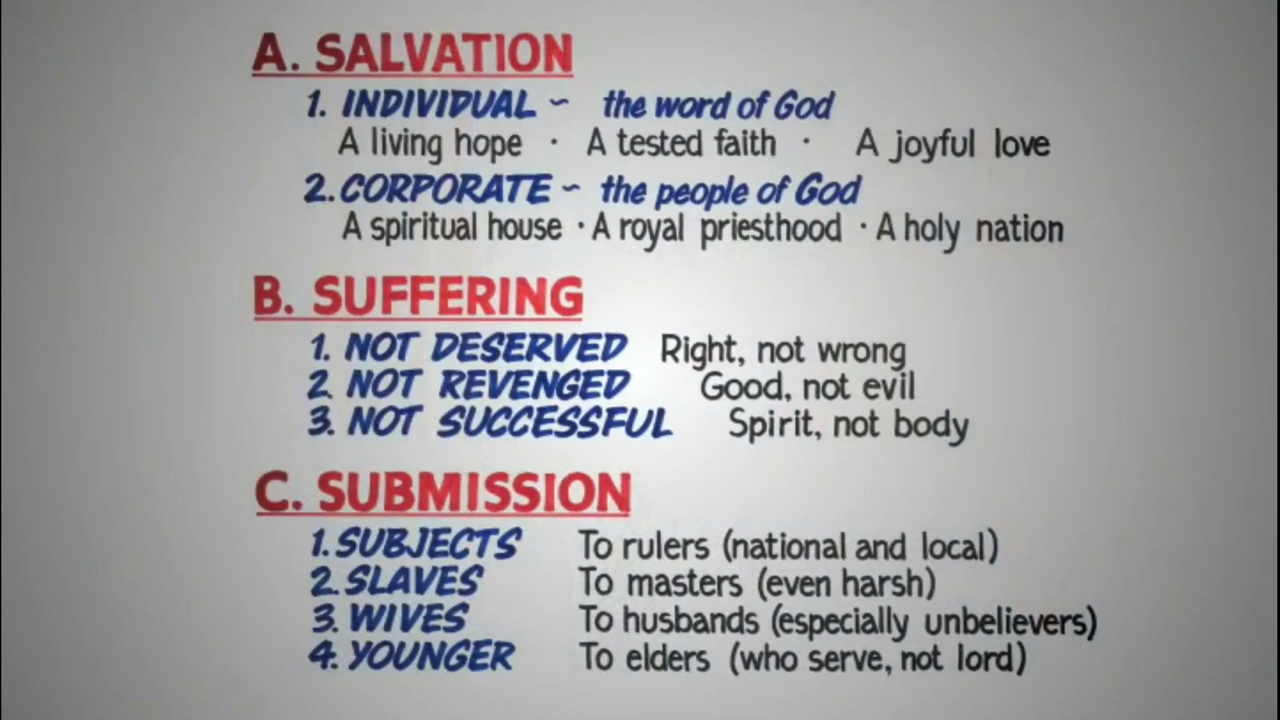 A. SALVATION
1. INDIVIDUAL ~ the word of God
A living hope · A tested faith · A joyful love
2. CORPORATE ~ the people of God
A spiritual house · A royal priesthood · A holy nation
B. SUFFERING
1. NOT DESERVED Right, not wrong
2. NOT REVENGED Good, not evil
3. NOT SUCCESSFUL Spirit, not body
C. SUBMISSION
1. SUBJECTS To rulers (national and local)
2. SLAVES To masters (even harsh)
3. WIVES To husbands (especially unbelievers)
4. YOUNGER To elders (who serve, not lord)